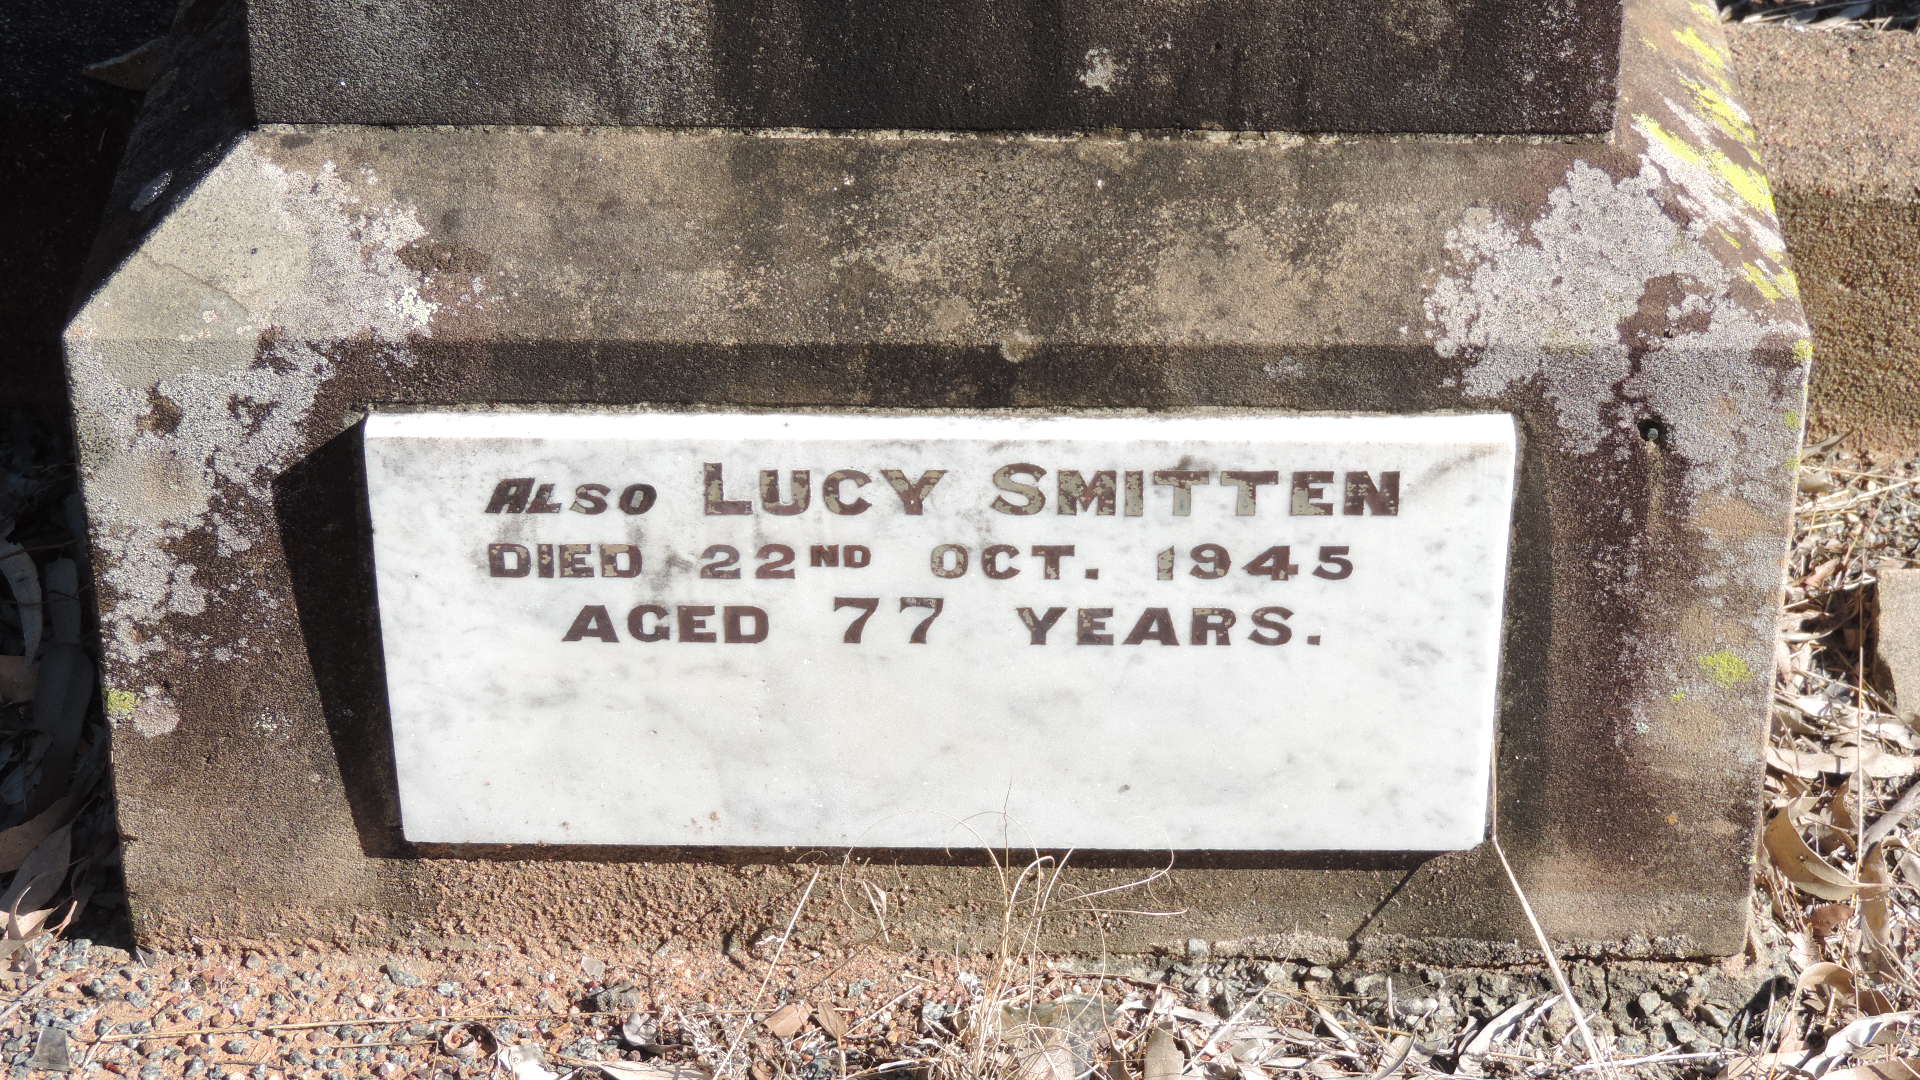 ALSO LUCY SMITTEN
DIED 22ND OCT. 1945
AGED 77 YEARS.